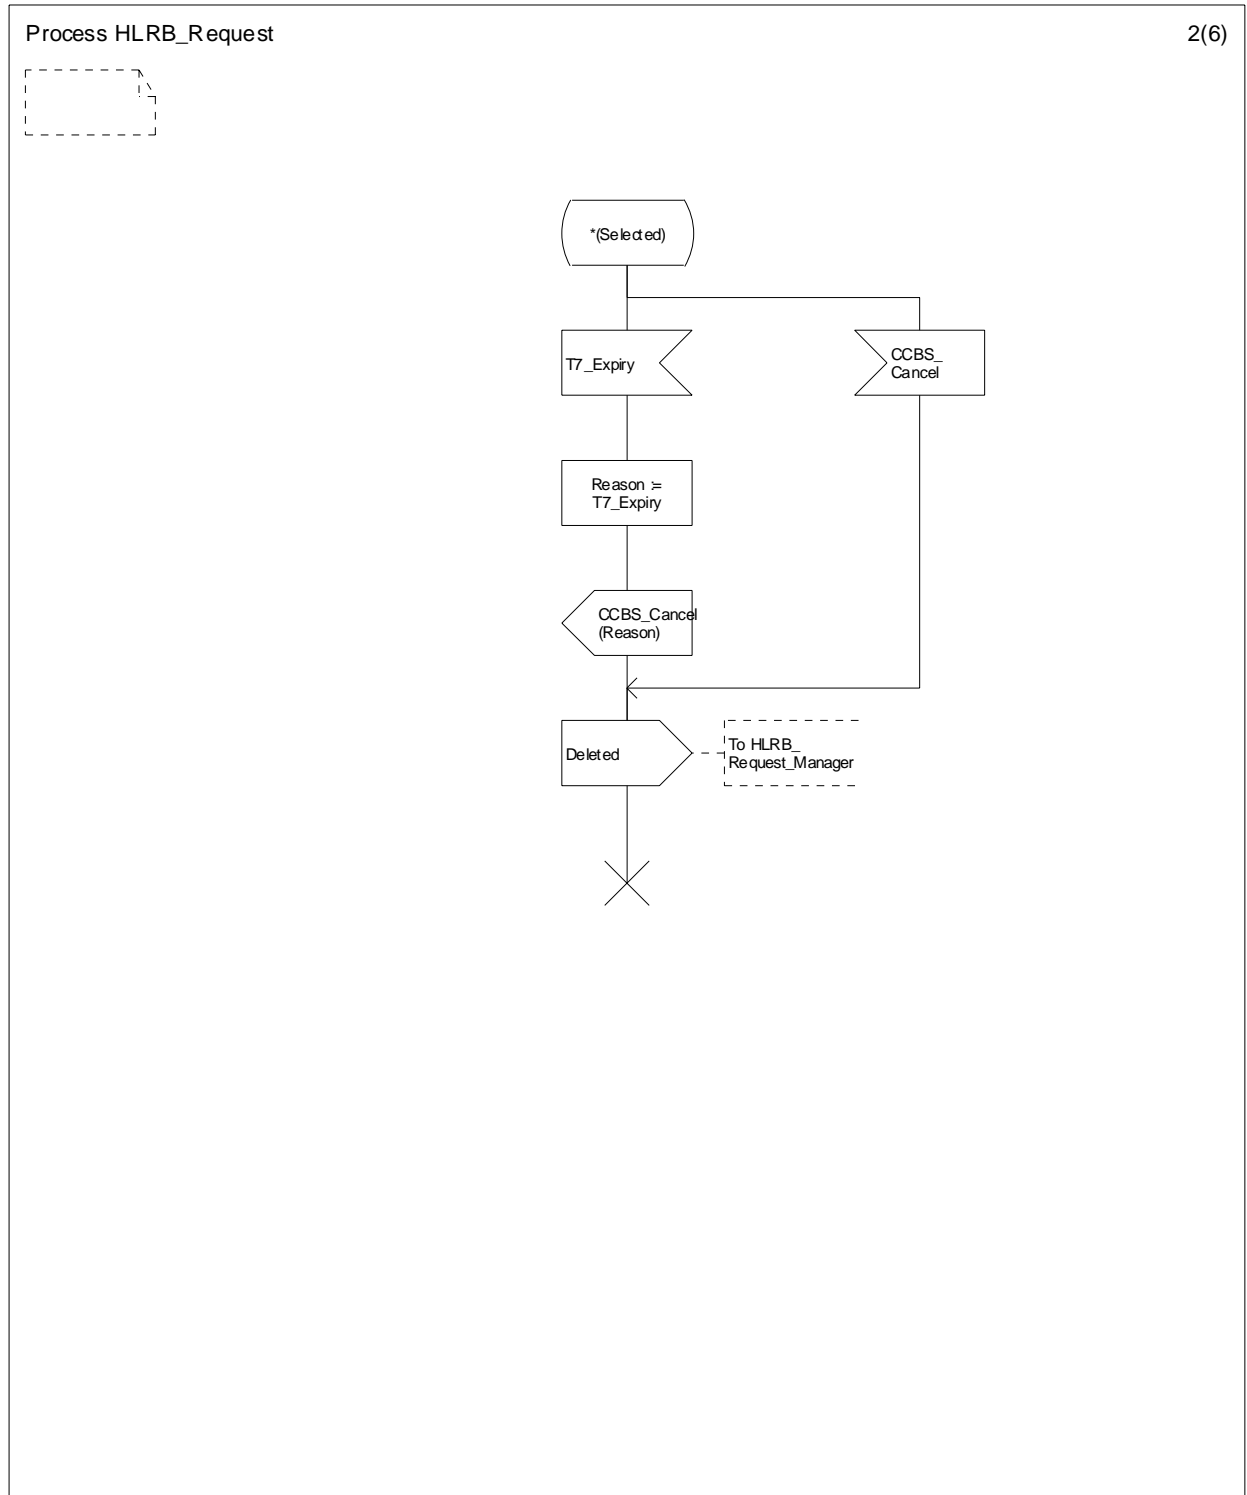 Process HLRB_Request
2(6)
*(Selected)
T7_Expiry
CCBS_
Cancel
Reason :=
T7_Expiry
CCBS_Cancel
(Reason)
Deleted
To HLRB_
Request_Manager